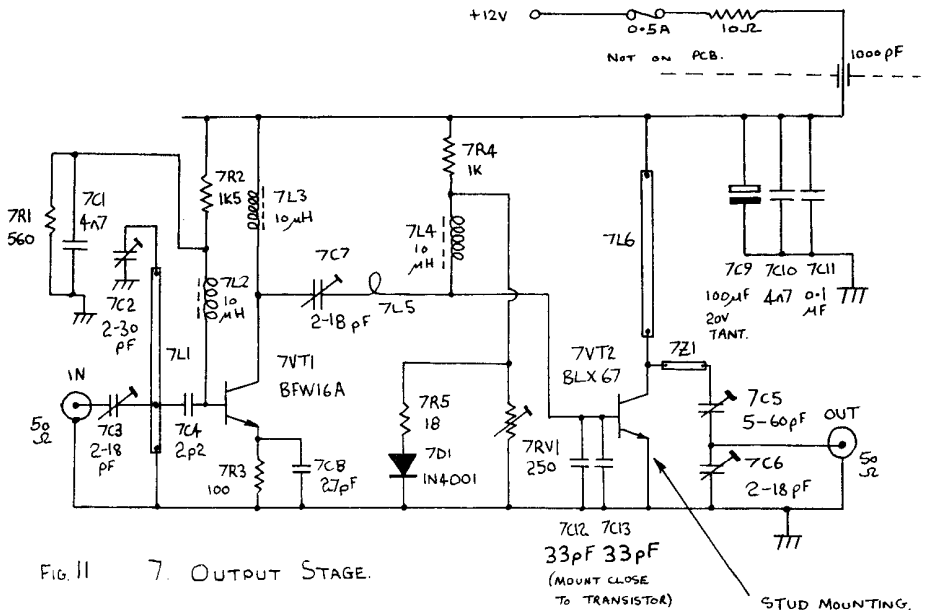 +12V
0.5A
10Ω
NOT ON PCB.
1000pF
7R1
560
7C1
4n7
7R2
1K5
7L3
10μH
7R4
1K
7C2
2-30
pF
7L2
10
μH
7C7
2-18pF
7L5
7L4
10
μH
7L6
7C9
100μF
20V
TANT.
7C10
4n7
7C11
0.1
μF
7L1
7VT1
BFW16A
7VT2
BLX67
7Z1
IN
50
Ω
7C3
2-18
pF
7C4
2p2
7R3
100
7C8
27pF
7R5
18
7D1
1N4001
7RV1
250
7C5
5-60pF
7C6
2-18pF
OUT
50
Ω
7C12 7C13
33pF 33pF
(MOUNT CLOSE
TO TRANSISTOR)
FIG. 11 7. OUTPUT STAGE.
STUD MOUNTING.